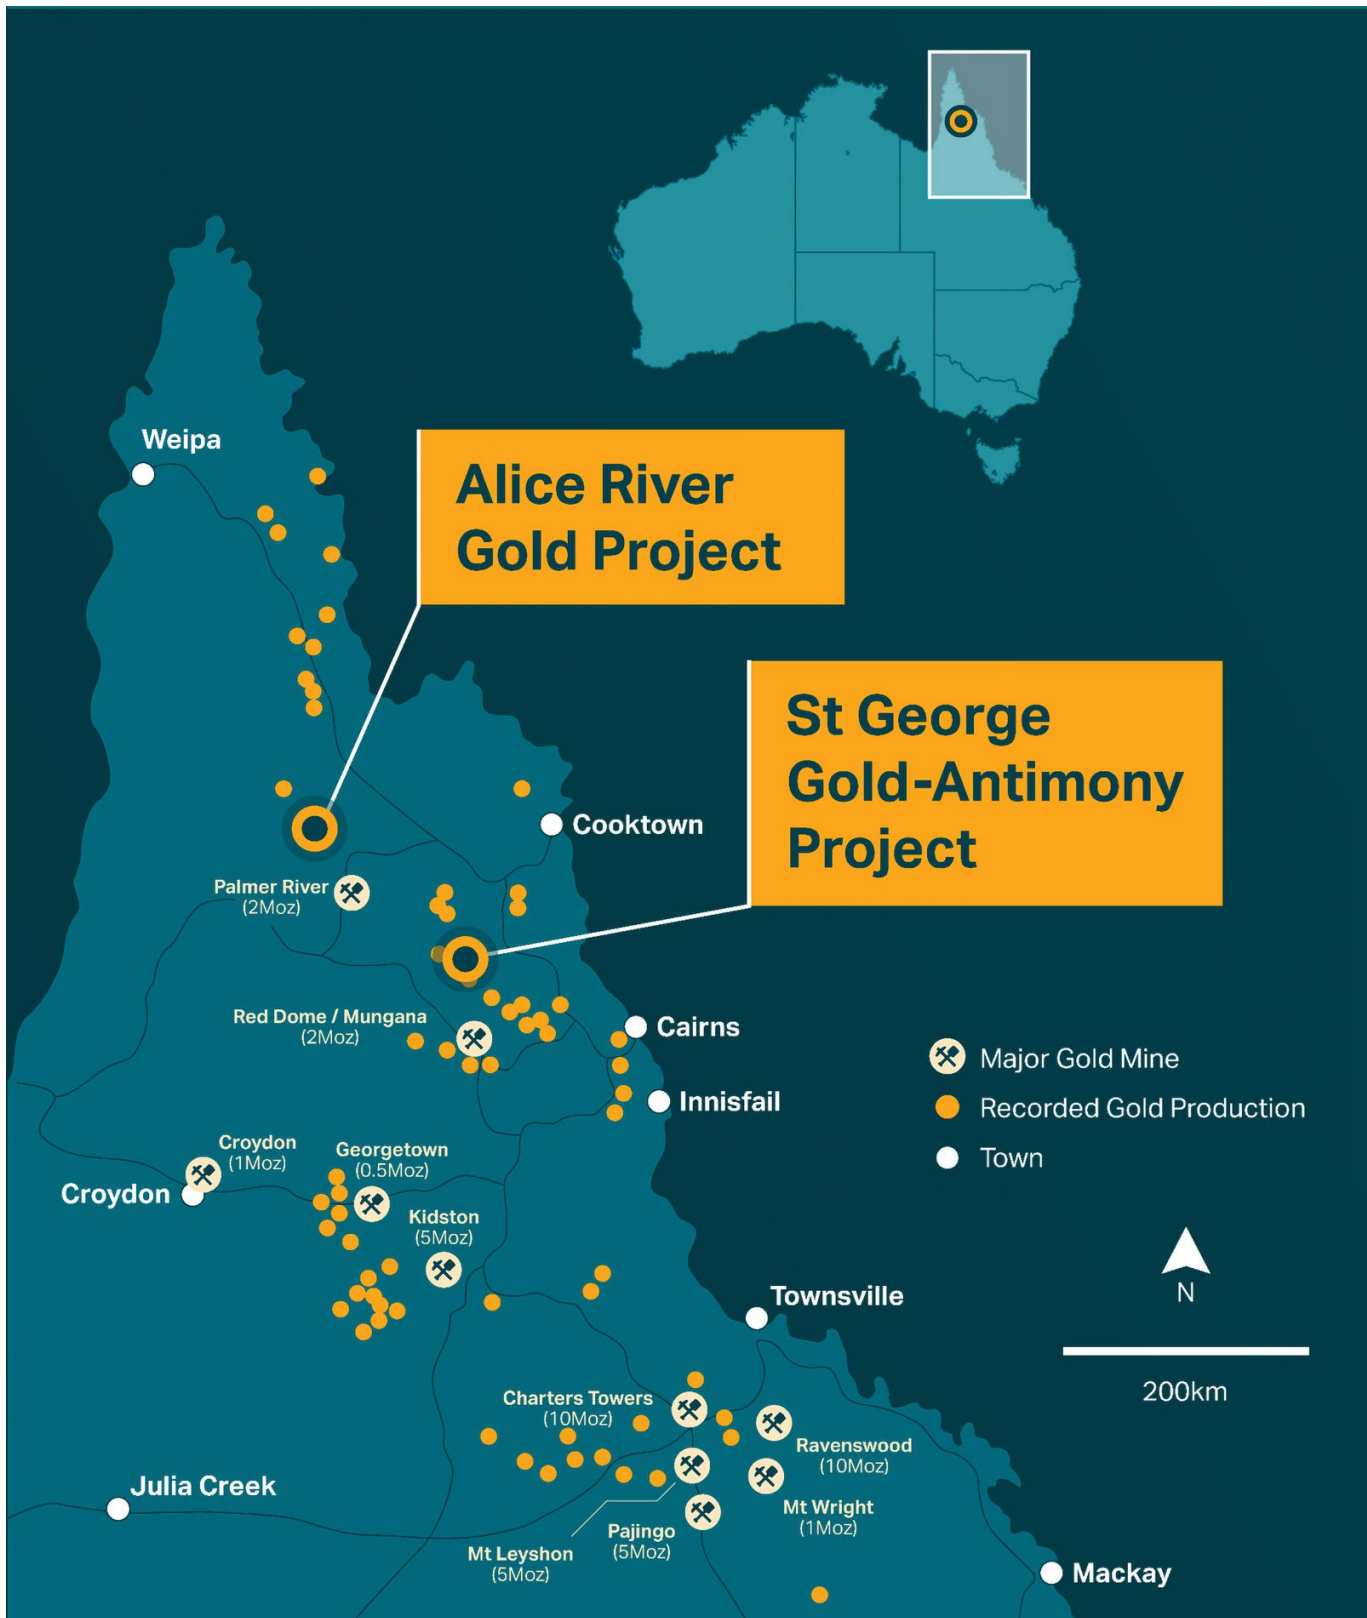 Weipa
Alice River
Gold Project
St George
Gold-Antimony
Project
Cooktown
Palmer River
(2Moz)
Red Dome / Mungana
(2Moz)
Cairns
Innisfail
Major Gold Mine
Recorded Gold Production
Town
Croydon
(1Moz)
Georgetown
(0.5Moz)
Croydon
Kidston
(5Moz)
N
200km
Townsville
Charters Towers
(10Moz)
Ravenswood
(10Moz)
Julia Creek
Mt Wright
(1Moz)
Pajingo
(5Moz)
Mt Leyshon
(5Moz)
Mackay